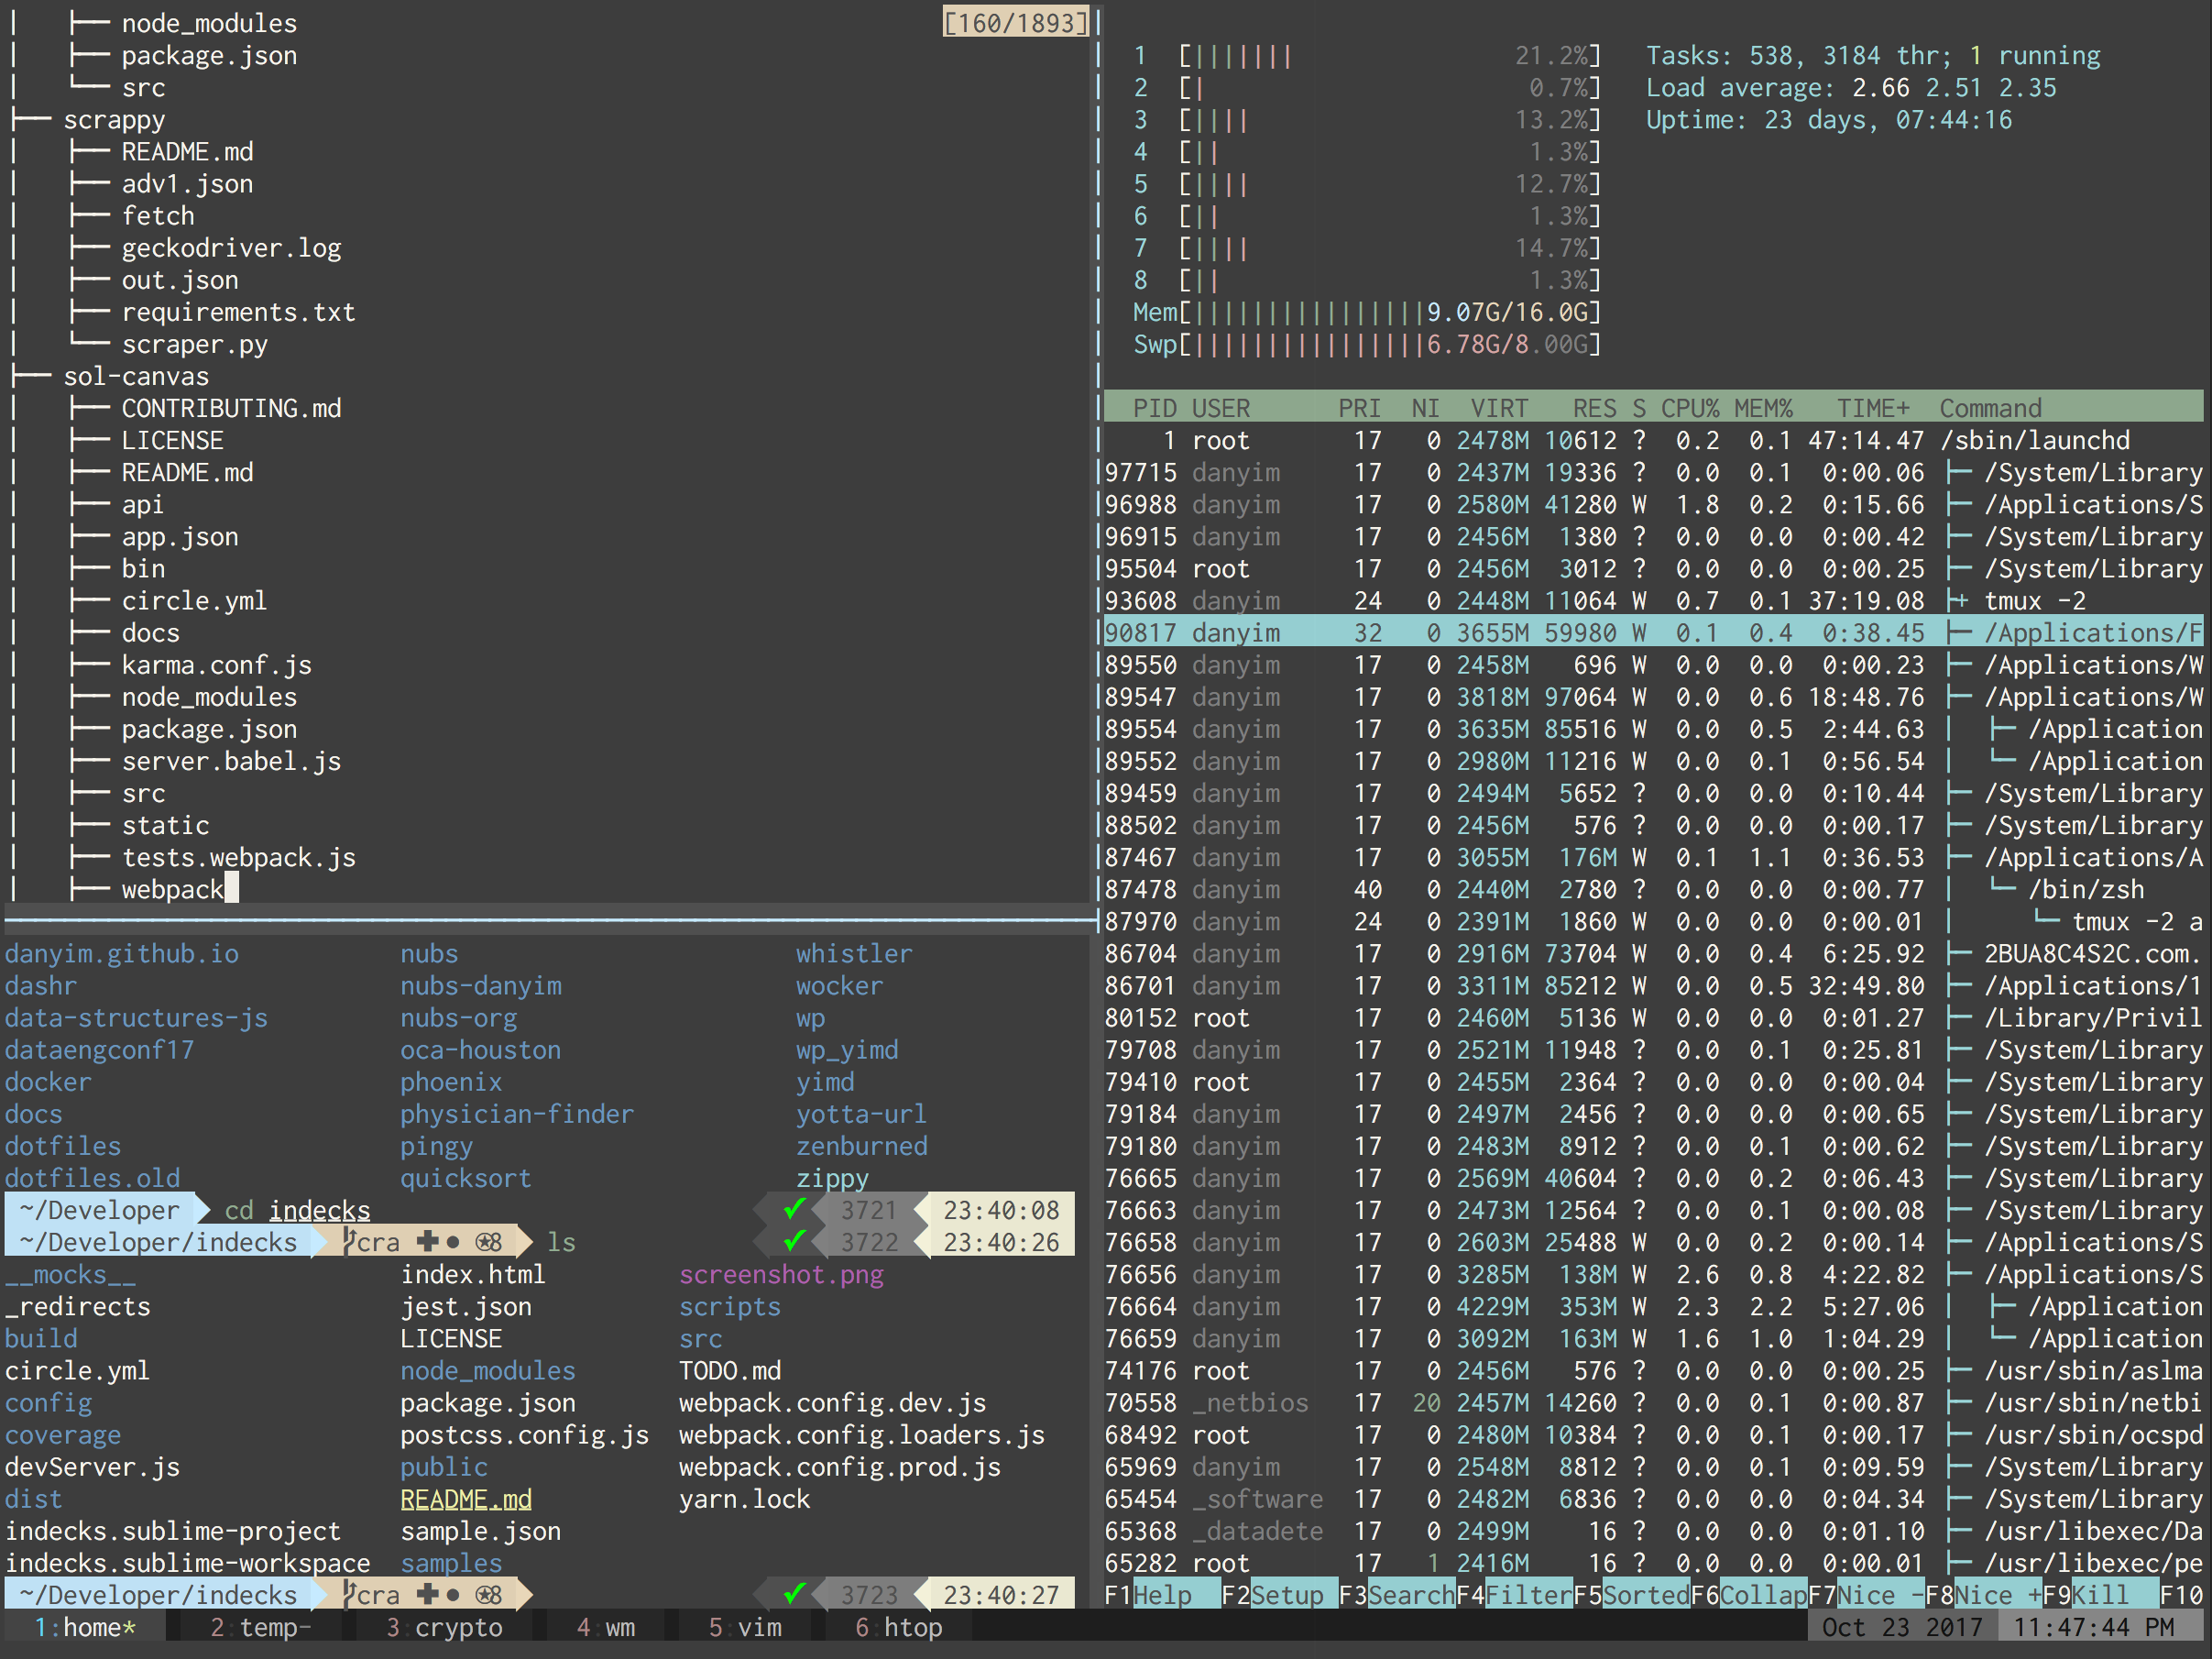 │   ├── node_modules [160/1893]
│   ├── package.json
│   └── src
├── scrappy
│   ├── README.md
│   ├── adv1.json
│   ├── fetch
│   ├── geckodriver.log
│   ├── out.json
│   ├── requirements.txt
│   └── scraper.py
├── sol-canvas
│   ├── CONTRIBUTING.md
│   ├── LICENSE
│   ├── README.md
│   ├── api
│   ├── app.json
│   ├── bin
│   ├── circle.yml
│   ├── docs
│   ├── karma.conf.js
│   ├── node_modules
│   ├── package.json
│   ├── server.babel.js
│   ├── src
│   ├── static
│   ├── tests.webpack.js
│   ├── webpack
danyim.github.io nubs whistler
dashr nubs-danyim wocker
data-structures-js nubs-org wp
dataengconf17 oca-houston wp_yimd
docker phoenix yimd
docs physician-finder yotta-url
dotfiles pingy zenburned
dotfiles.old quicksort zippy
~/Developer cd indecks ✔ 3721 23:40:08
~/Developer/indecks cra ✚ ● ✪8 ls ✔ 3722 23:40:26
__mocks__ index.html screenshot.png
_redirects jest.json scripts
build LICENSE src
circle.yml node_modules TODO.md
config package.json webpack.config.dev.js
coverage postcss.config.js webpack.config.loaders.js
devServer.js public webpack.config.prod.js
dist README.md yarn.lock
indecks.sublime-project sample.json
indecks.sublime-workspace samples
~/Developer/indecks cra ✚ ● ✪8 ✔ 3723 23:40:27
1 [||||||| 21.2%] Tasks: 538, 3184 thr; 1 running
2 [| 0.7%] Load average: 2.66 2.51 2.35
3 [|||| 13.2%] Uptime: 23 days, 07:44:16
4 [|| 1.3%]
5 [|||| 12.7%]
6 [|| 1.3%]
7 [|||| 14.7%]
8 [|| 1.3%]
Mem[||||||||||||||||9.07G/16.0G]
Swp[||||||||||||||||6.78G/8.00G]
PID USER PRI NI VIRT RES S CPU% MEM% TIME+ Command
1 root 17 0 2478M 10612 ? 0.2 0.1 47:14.47 /sbin/launchd
97715 danyim 17 0 2437M 19336 ? 0.0 0.1 0:00.06 ├─ /System/Library
96988 danyim 17 0 2580M 41280 W 1.8 0.2 0:15.66 ├─ /Applications/S
96915 danyim 17 0 2456M 1380 ? 0.0 0.0 0:00.42 ├─ /System/Library
95504 root 17 0 2456M 3012 ? 0.0 0.0 0:00.25 ├─ /System/Library
93608 danyim 24 0 2448M 11064 W 0.7 0.1 37:19.08 ├+ tmux -2
90817 danyim 32 0 3655M 59980 W 0.1 0.4 0:38.45 ├─ /Applications/F
89550 danyim 17 0 2458M 696 W 0.0 0.0 0:00.23 ├─ /Applications/W
89547 danyim 17 0 3818M 97064 W 0.0 0.6 18:48.76 ├─ /Applications/W
89554 danyim 17 0 3635M 85516 W 0.0 0.5 2:44.63 │  ├─ /Application
89552 danyim 17 0 2980M 11216 W 0.0 0.1 0:56.54 │  └─ /Application
89459 danyim 17 0 2494M 5652 ? 0.0 0.0 0:10.44 ├─ /System/Library
88502 danyim 17 0 2456M 576 ? 0.0 0.0 0:00.17 ├─ /System/Library
87467 danyim 17 0 3055M 176M W 0.1 1.1 0:36.53 ├─ /Applications/A
87478 danyim 40 0 2440M 2780 ? 0.0 0.0 0:00.77 │  └─ /bin/zsh
87970 danyim 24 0 2391M 1860 W 0.0 0.0 0:00.01 │     └─ tmux -2 a
86704 danyim 17 0 2916M 73704 W 0.0 0.4 6:25.92 ├─ 2BUA8C4S2C.com.
86701 danyim 17 0 3311M 85212 W 0.0 0.5 32:49.80 ├─ /Applications/1
80152 root 17 0 2460M 5136 W 0.0 0.0 0:01.27 ├─ /Library/Privil
79708 danyim 17 0 2521M 11948 ? 0.0 0.1 0:25.81 ├─ /System/Library
79410 root 17 0 2455M 2364 ? 0.0 0.0 0:00.04 ├─ /System/Library
79184 danyim 17 0 2497M 2456 ? 0.0 0.0 0:00.65 ├─ /System/Library
79180 danyim 17 0 2483M 8912 ? 0.0 0.1 0:00.62 ├─ /System/Library
76665 danyim 17 0 2569M 40604 ? 0.0 0.2 0:06.43 ├─ /System/Library
76663 danyim 17 0 2473M 12564 ? 0.0 0.1 0:00.08 ├─ /System/Library
76658 danyim 17 0 2603M 25488 W 0.0 0.2 0:00.14 ├─ /Applications/S
76656 danyim 17 0 3285M 138M W 2.6 0.8 4:22.82 ├─ /Applications/S
76664 danyim 17 0 4229M 353M W 2.3 2.2 5:27.06 │  ├─ /Application
76659 danyim 17 0 3092M 163M W 1.6 1.0 1:04.29 │  └─ /Application
74176 root 17 0 2456M 576 ? 0.0 0.0 0:00.25 ├─ /usr/sbin/aslma
70558 _netbios 17 20 2457M 14260 ? 0.0 0.1 0:00.87 ├─ /usr/sbin/netbi
68492 root 17 0 2480M 10384 ? 0.0 0.1 0:00.17 ├─ /usr/sbin/ocspd
65969 danyim 17 0 2548M 8812 ? 0.0 0.1 0:09.59 ├─ /System/Library
65454 _software 17 0 2482M 6836 ? 0.0 0.0 0:04.34 ├─ /System/Library
65368 _datadete 17 0 2499M 16 ? 0.0 0.0 0:01.10 ├─ /usr/libexec/Da
65282 root 17 1 2416M 16 ? 0.0 0.0 0:00.01 ├─ /usr/libexec/pe
F1Help F2Setup F3SearchF4FilterF5SortedF6CollapF7Nice -F8Nice +F9Kill F10
1:home* 2:temp- 3:crypto 4:wm 5:vim 6:htop Oct 23 2017 11:47:44 PM